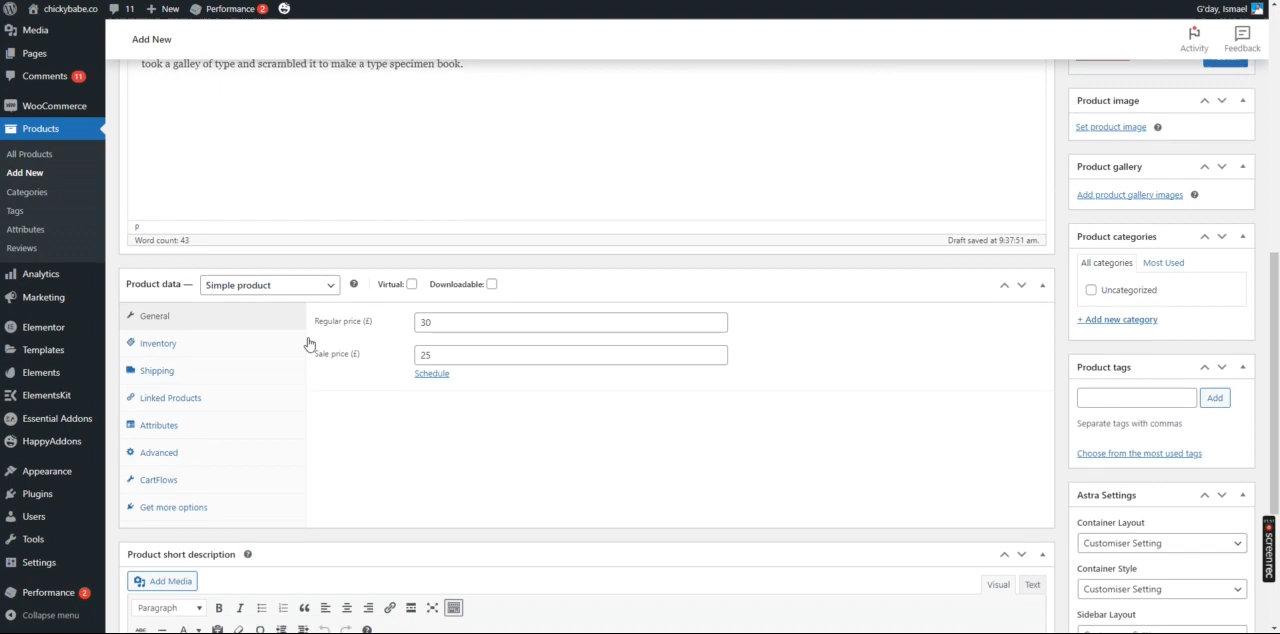 chickybabe.co
11
New
Performance 2
G'day, Ismael
Media
Pages
Comments 11
WooCommerce
Products
All Products
Add New
Categories
Tags
Attributes
Reviews
Analytics
Marketing
Elementor
Templates
Elements
ElementsKit
Essential Addons
HappyAddons
Appearance
Plugins
Users
Tools
Settings
Performance 2
Collapse menu
Add New
Activity
Feedback
took a galley of type and scrambled it to make a type specimen book.
P
Word count: 43
Draft saved at 9:37:51 am.
Product data —
Simple product
Virtual:
Downloadable:
General
Inventory
Shipping
Linked Products
Attributes
Advanced
CartFlows
Get more options
Regular price (£)
30
Sale price (£)
25
Schedule
Product short description
Add Media
Visual
Text
Paragraph
B
I
ABC
A
Product image
Set product image
Product gallery
Add product gallery images
Product categories
All categories
Most Used
Uncategorized
+ Add new category
Product tags
Add
Separate tags with commas
Choose from the most used tags
Astra Settings
Container Layout
Customiser Setting
Container Style
Customiser Setting
Sidebar Layout
screenrec